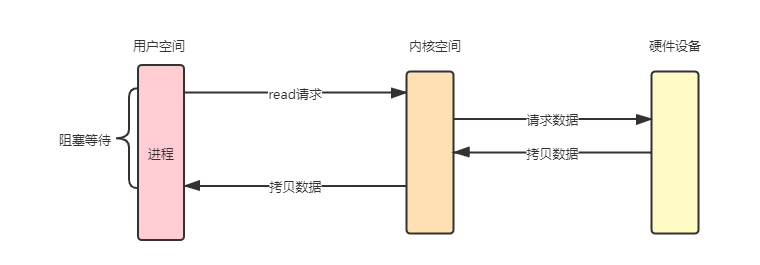 用户空间
内核空间
硬件设备
read请求
请求数据
阻塞等待
进程
拷贝数据
拷贝数据